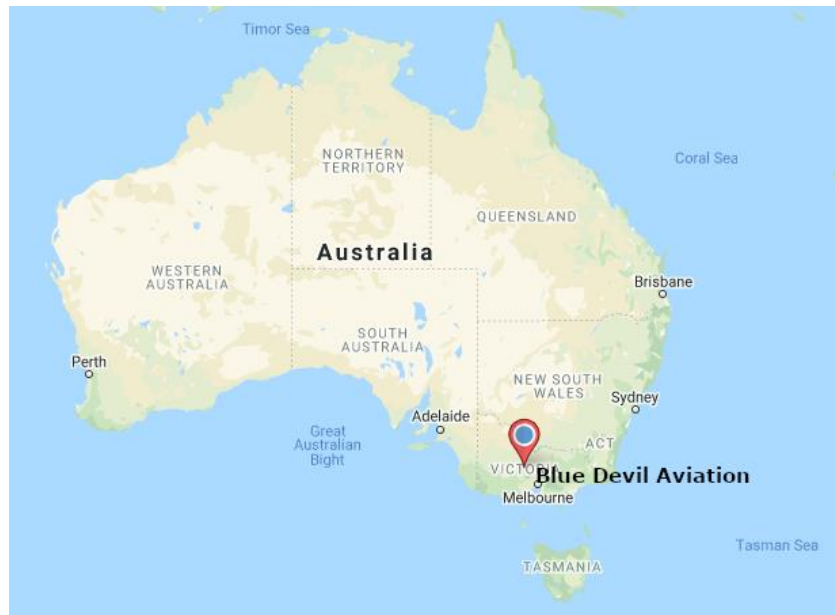 Timor Sea
NORTHERN
TERRITORY
Coral Sea
QUEENSLAND
Australia
WESTERN
AUSTRALIA
Brisbane
SOUTH
AUSTRALIA
Perth
NEW SOUTH
WALES
Sydney
Adelaide
Great
Australian
Bight
ACT
VICTORIA
Blue Devil Aviation
Melbourne
Tasman Sea
TASMANIA